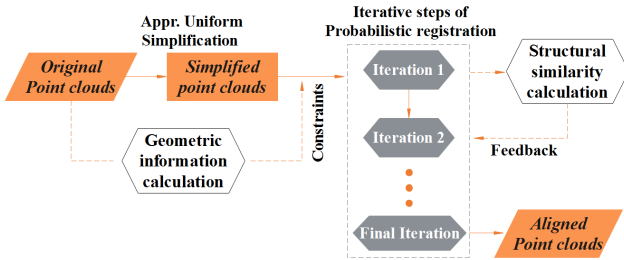 Appr. Uniform
Simplification
Iterative steps of
Probabilistic registration
Original
Point clouds
Simplified
point clouds
Iteration 1
Structural
similarity
calculation
Geometric
information
calculation
Constraints
Iteration 2
Feedback
Final Iteration
Aligned
Point clouds